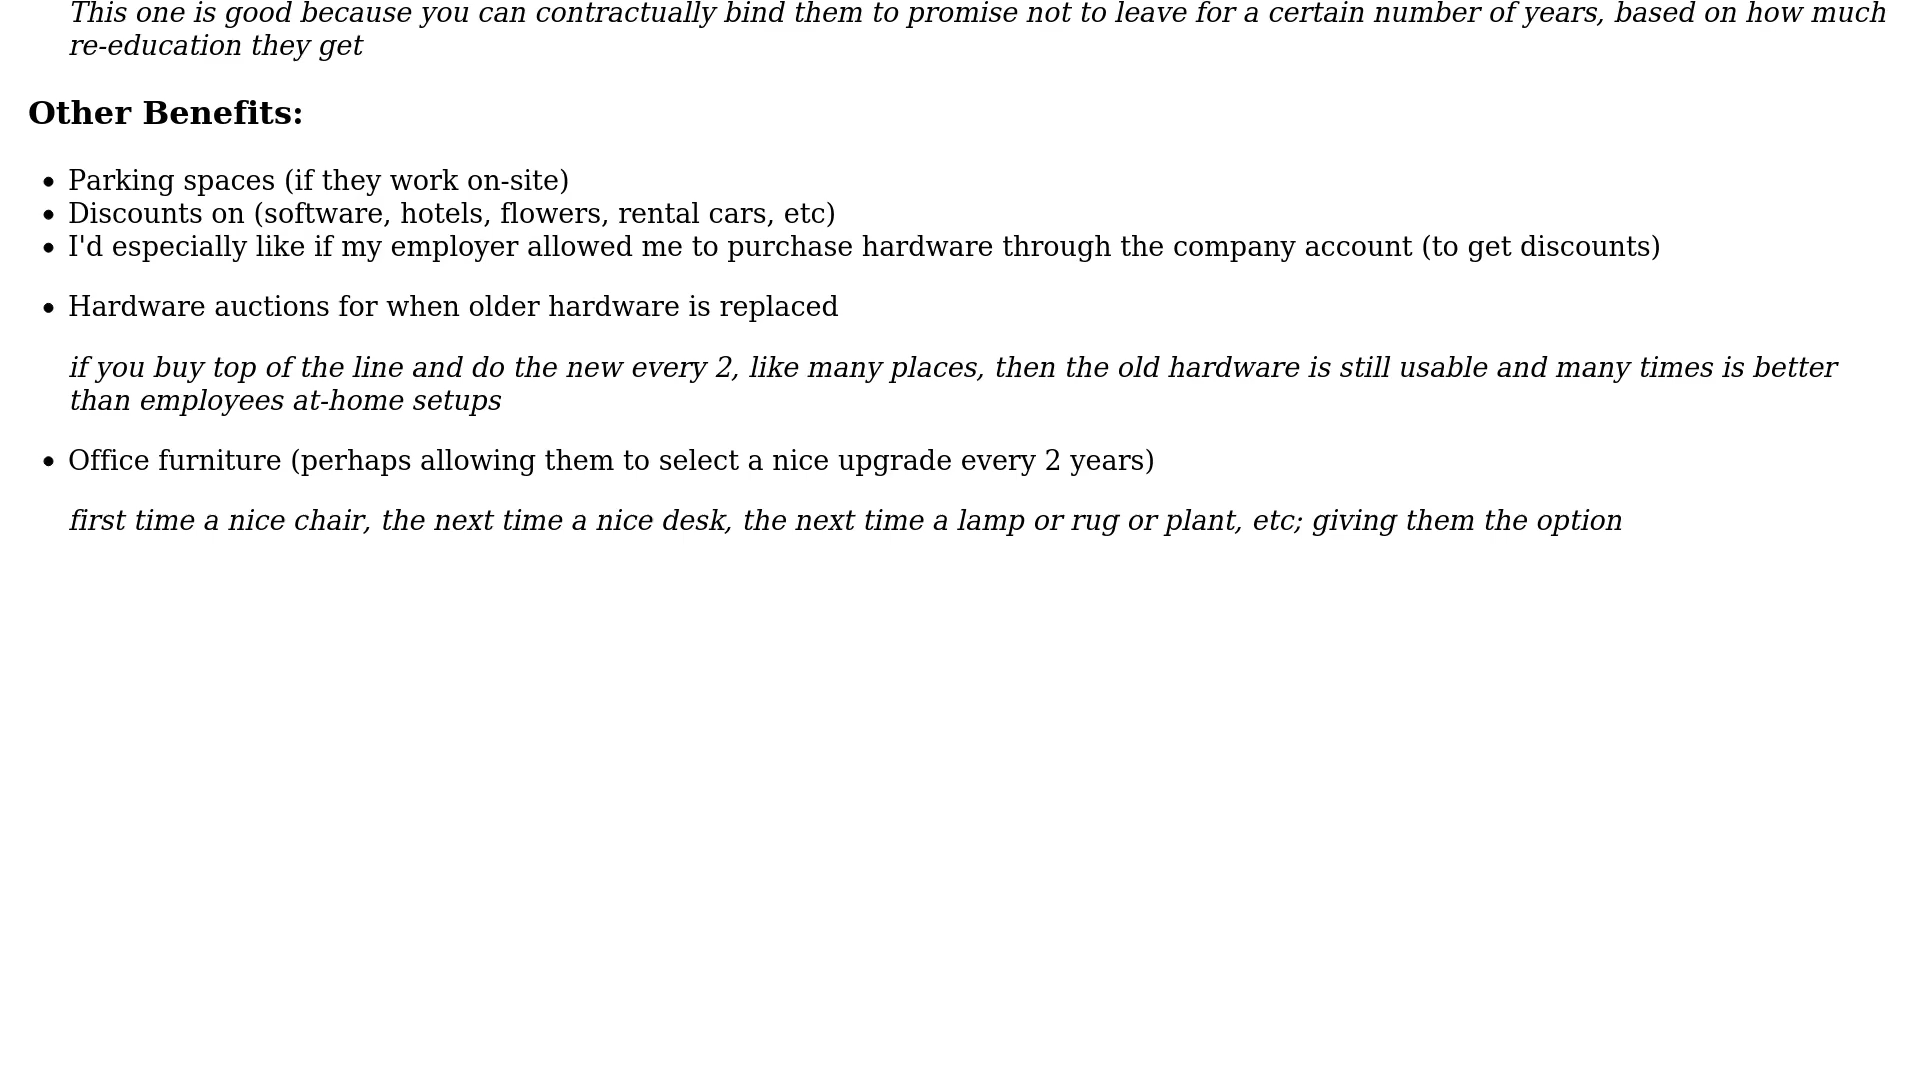 This one is good because you can contractually bind them to promise not to leave for a certain number of years, based on how much
re-education they get
Other Benefits:
• Parking spaces (if they work on-site)
• Discounts on (software, hotels, flowers, rental cars, etc)
• I'd especially like if my employer allowed me to purchase hardware through the company account (to get discounts)
• Hardware auctions for when older hardware is replaced
if you buy top of the line and do the new every 2, like many places, then the old hardware is still usable and many times is better
than employees at-home setups
• Office furniture (perhaps allowing them to select a nice upgrade every 2 years)
first time a nice chair, the next time a nice desk, the next time a lamp or rug or plant, etc; giving them the option